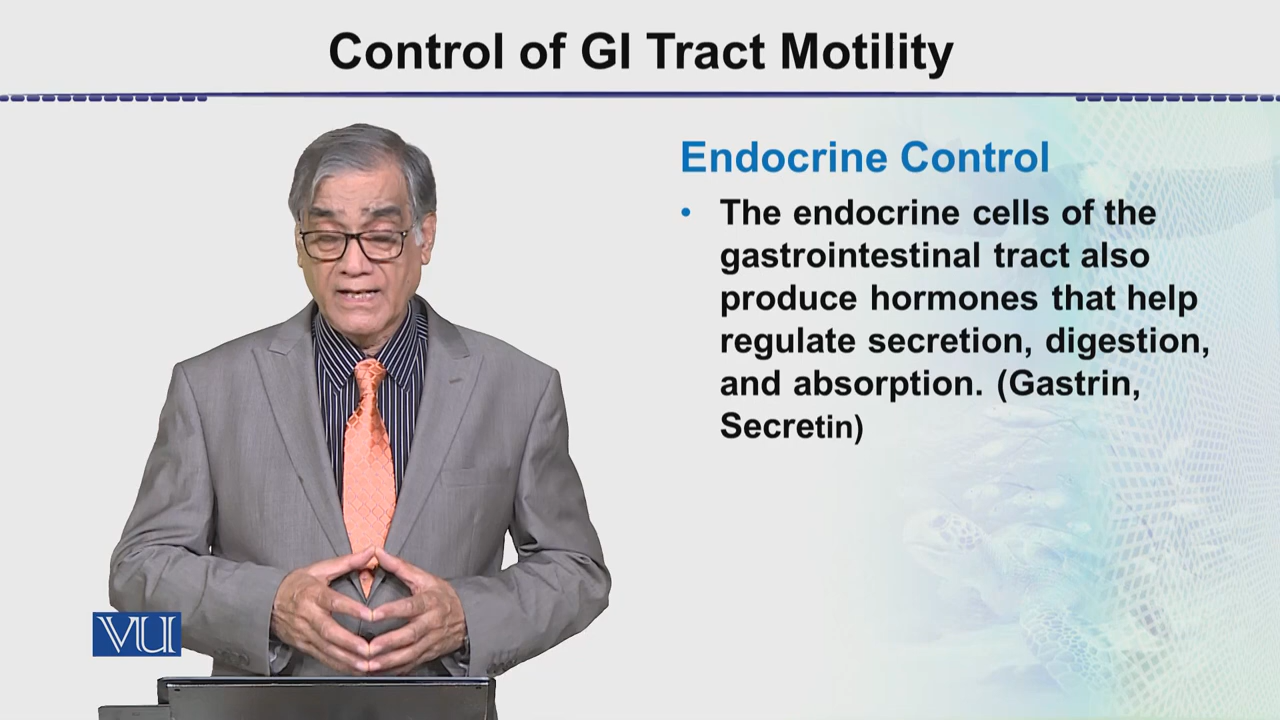 Control of GI Tract Motility
Endocrine Control
• The endocrine cells of the
gastrointestinal tract also
produce hormones that help
regulate secretion, digestion,
and absorption. (Gastrin,
Secretin)
VU